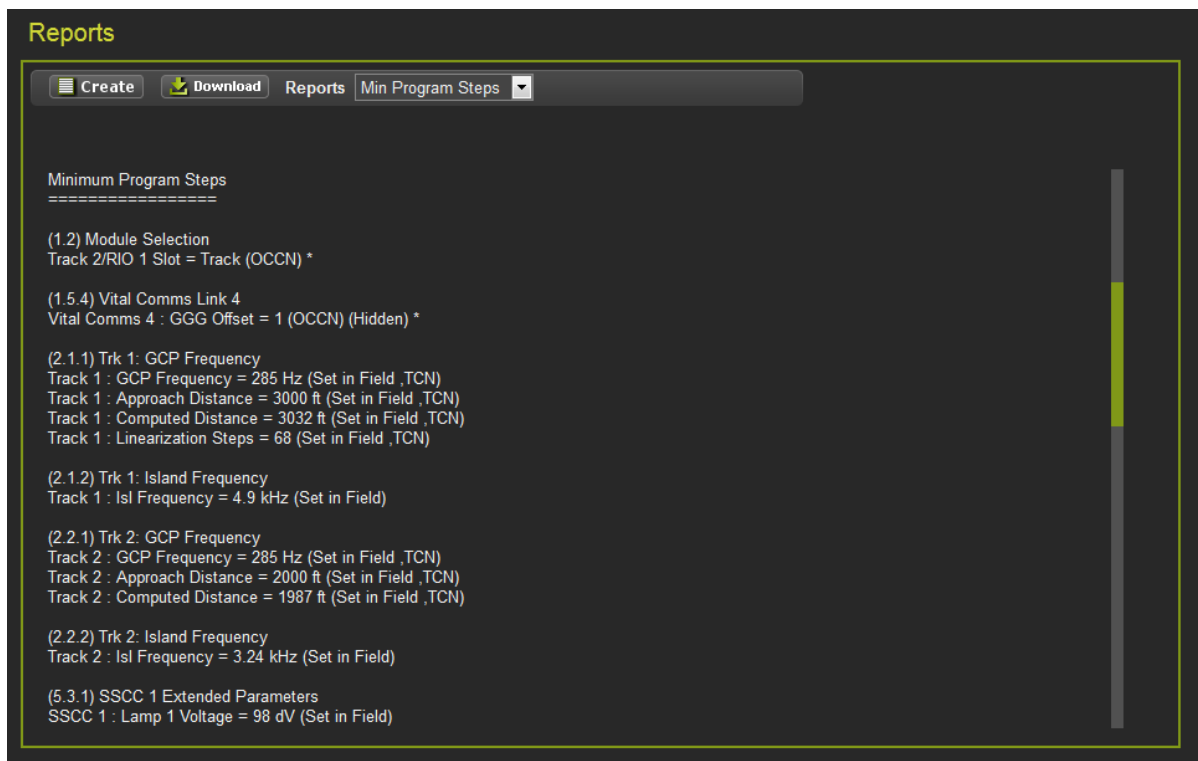 Reports
Create Download Reports Min Program Steps
Minimum Program Steps
=================
(1.2) Module Selection
Track 2/RIO 1 Slot = Track (OCCN) *
(1.5.4) Vital Comms Link 4
Vital Comms 4 : GGG Offset = 1 (OCCN) (Hidden) *
(2.1.1) Trk 1: GCP Frequency
Track 1 : GCP Frequency = 285 Hz (Set in Field ,TCN)
Track 1 : Approach Distance = 3000 ft (Set in Field ,TCN)
Track 1 : Computed Distance = 3032 ft (Set in Field ,TCN)
Track 1 : Linearization Steps = 68 (Set in Field ,TCN)
(2.1.2) Trk 1: Island Frequency
Track 1 : Isl Frequency = 4.9 kHz (Set in Field)
(2.2.1) Trk 2: GCP Frequency
Track 2 : GCP Frequency = 285 Hz (Set in Field ,TCN)
Track 2 : Approach Distance = 2000 ft (Set in Field ,TCN)
Track 2 : Computed Distance = 1987 ft (Set in Field ,TCN)
(2.2.2) Trk 2: Island Frequency
Track 2 : Isl Frequency = 3.24 kHz (Set in Field)
(5.3.1) SSCC 1 Extended Parameters
SSCC 1 : Lamp 1 Voltage = 98 dV (Set in Field)